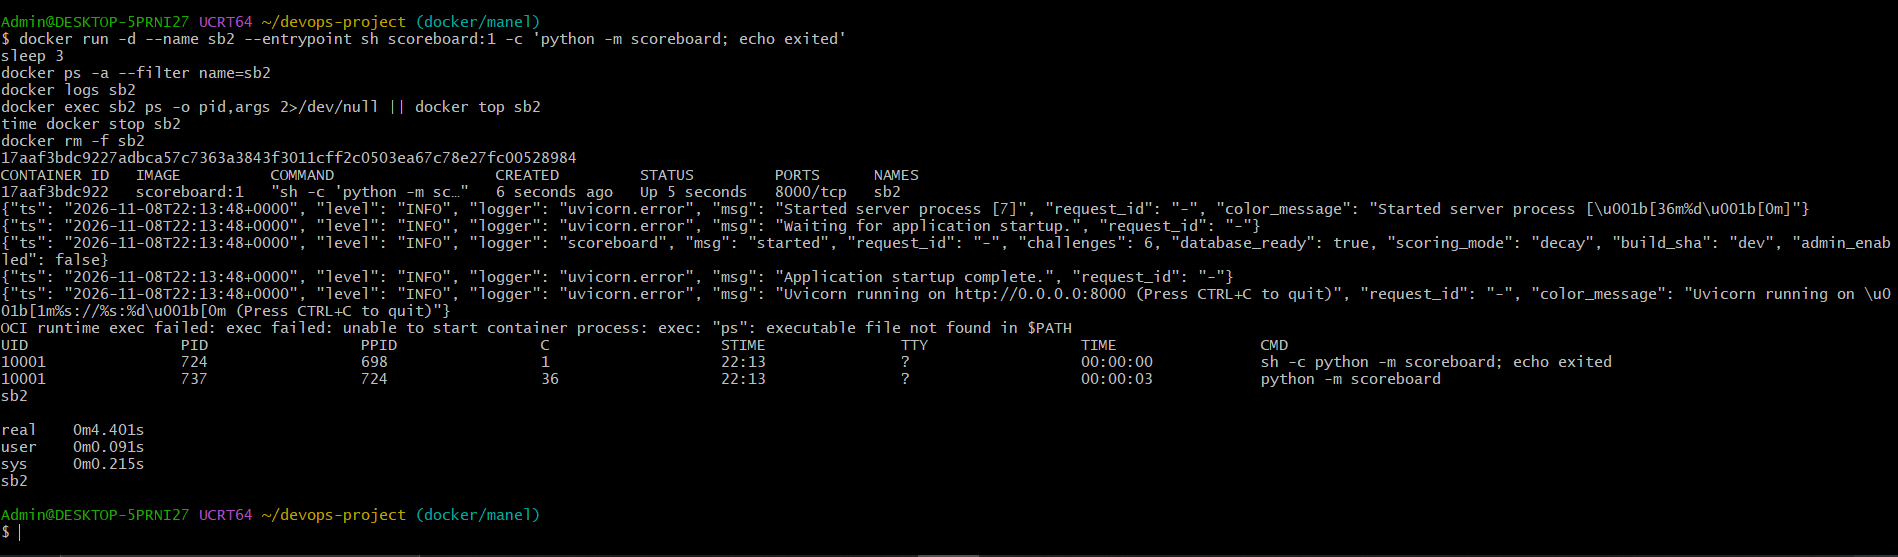 Admin@DESKTOP-5PRNI27 UCRT64 ~/devops-project (docker/manel)
$ docker run -d --name sb2 --entrypoint sh scoreboard:1 -c 'python -m scoreboard; echo exited'
sleep 3
docker ps -a --filter name=sb2
docker logs sb2
docker exec sb2 ps -o pid,args 2>/dev/null || docker top sb2
time docker stop sb2
docker rm -f sb2
17aaf3bdc9227adbca57c7363a3843f3011cff2c0503ea67c78e27fc00528984
CONTAINER ID   IMAGE          COMMAND                  CREATED         STATUS         PORTS      NAMES
17aaf3bdc922   scoreboard:1   "sh -c 'python -m sc…"   6 seconds ago   Up 5 seconds   8000/tcp   sb2
{"ts": "2026-11-08T22:13:48+0000", "level": "INFO", "logger": "uvicorn.error", "msg": "Started server process [7]", "request_id": "-", "color_message": "Started server process [\u001b[36m%d\u001b[0m]"}
{"ts": "2026-11-08T22:13:48+0000", "level": "INFO", "logger": "uvicorn.error", "msg": "Waiting for application startup.", "request_id": "-"}
{"ts": "2026-11-08T22:13:48+0000", "level": "INFO", "logger": "scoreboard", "msg": "started", "request_id": "-", "challenges": 6, "database_ready": true, "scoring_mode": "decay", "build_sha": "dev", "admin_enab
led": false}
{"ts": "2026-11-08T22:13:48+0000", "level": "INFO", "logger": "uvicorn.error", "msg": "Application startup complete.", "request_id": "-"}
{"ts": "2026-11-08T22:13:48+0000", "level": "INFO", "logger": "uvicorn.error", "msg": "Uvicorn running on http://0.0.0.0:8000 (Press CTRL+C to quit)", "request_id": "-", "color_message": "Uvicorn running on \u0
01b[1m%s://%s:%d\u001b[0m (Press CTRL+C to quit)"}
OCI runtime exec failed: exec failed: unable to start container process: exec: "ps": executable file not found in $PATH
UID                 PID                 PPID                C                   STIME               TTY                 TIME                CMD
10001               724                 698                 1                   22:13               ?                   00:00:00            sh -c python -m scoreboard; echo exited
10001               737                 724                 36                  22:13               ?                   00:00:03            python -m scoreboard
sb2
real    0m4.401s
user    0m0.091s
sys     0m0.215s
sb2
Admin@DESKTOP-5PRNI27 UCRT64 ~/devops-project (docker/manel)
$